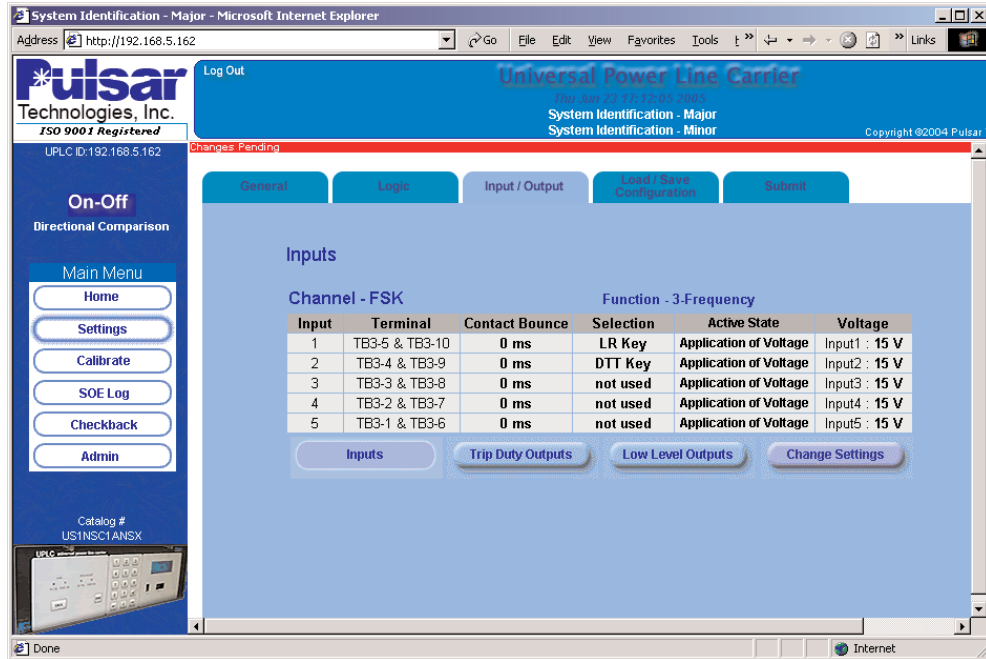 System Identification - Major - Microsoft Internet Explorer
Address http://192.168.5.162 Go File Edit View Favorites Tools t » » Links
Pulsar
Technologies, Inc.
ISO 9001 Registered
UPLC ID:192.168.5.162
On-Off
Directional Comparison
Main Menu
Home
Settings
Calibrate
SOE Log
Checkback
Admin
Catalog #
US1NSC1ANSX
UPLC
Log Out
Universal Power Line Carrier
Thu Jun 23 17:12:05 2005
System Identification - Major
System Identification - Minor
Copyright ©2004 Pulsar
Changes Pending
General Logic Input / Output Load / Save Configuration Submit
Inputs
Channel - FSK Function - 3-Frequency
Input Terminal Contact Bounce Selection Active State Voltage
1 TB3-5 & TB3-10 0 ms LR Key Application of Voltage Input1 : 15 V
2 TB3-4 & TB3-9 0 ms DTT Key Application of Voltage Input2 : 15 V
3 TB3-3 & TB3-8 0 ms not used Application of Voltage Input3 : 15 V
4 TB3-2 & TB3-7 0 ms not used Application of Voltage Input4 : 15 V
5 TB3-1 & TB3-6 0 ms not used Application of Voltage Input5 : 15 V
Inputs Trip Duty Outputs Low Level Outputs Change Settings
Done Internet